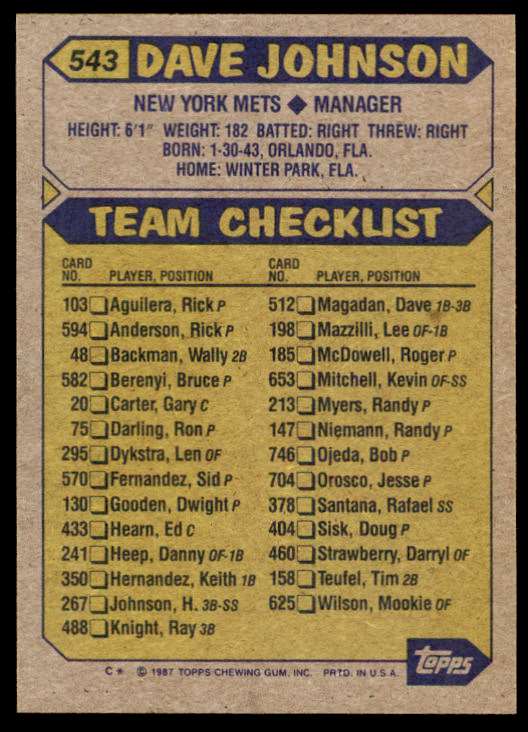 543 DAVE JOHNSON
NEW YORK METS ◆ MANAGER
HEIGHT: 6'1" WEIGHT: 182 BATTED: RIGHT THREW: RIGHT
BORN: 1-30-43, ORLANDO, FLA.
HOME: WINTER PARK, FLA.
TEAM CHECKLIST
CARD NO. PLAYER, POSITION
103 Aguilera, Rick P
594 Anderson, Rick P
48 Backman, Wally 2B
582 Berenyi, Bruce P
20 Carter, Gary C
75 Darling, Ron P
295 Dykstra, Len OF
570 Fernandez, Sid P
130 Gooden, Dwight P
433 Hearn, Ed C
241 Heep, Danny OF-1B
350 Hernandez, Keith 1B
267 Johnson, H. 3B-SS
488 Knight, Ray 3B
CARD NO. PLAYER, POSITION
512 Magadan, Dave 1B-3B
198 Mazzilli, Lee OF-1B
185 McDowell, Roger P
653 Mitchell, Kevin OF-SS
213 Myers, Randy P
147 Niemann, Randy P
746 Ojeda, Bob P
704 Orosco, Jesse P
378 Santana, Rafael SS
404 Sisk, Doug P
460 Strawberry, Darryl OF
158 Teufel, Tim 2B
625 Wilson, Mookie OF
topps
C* © 1987 TOPPS CHEWING GUM, INC. PRTD. IN U.S.A.